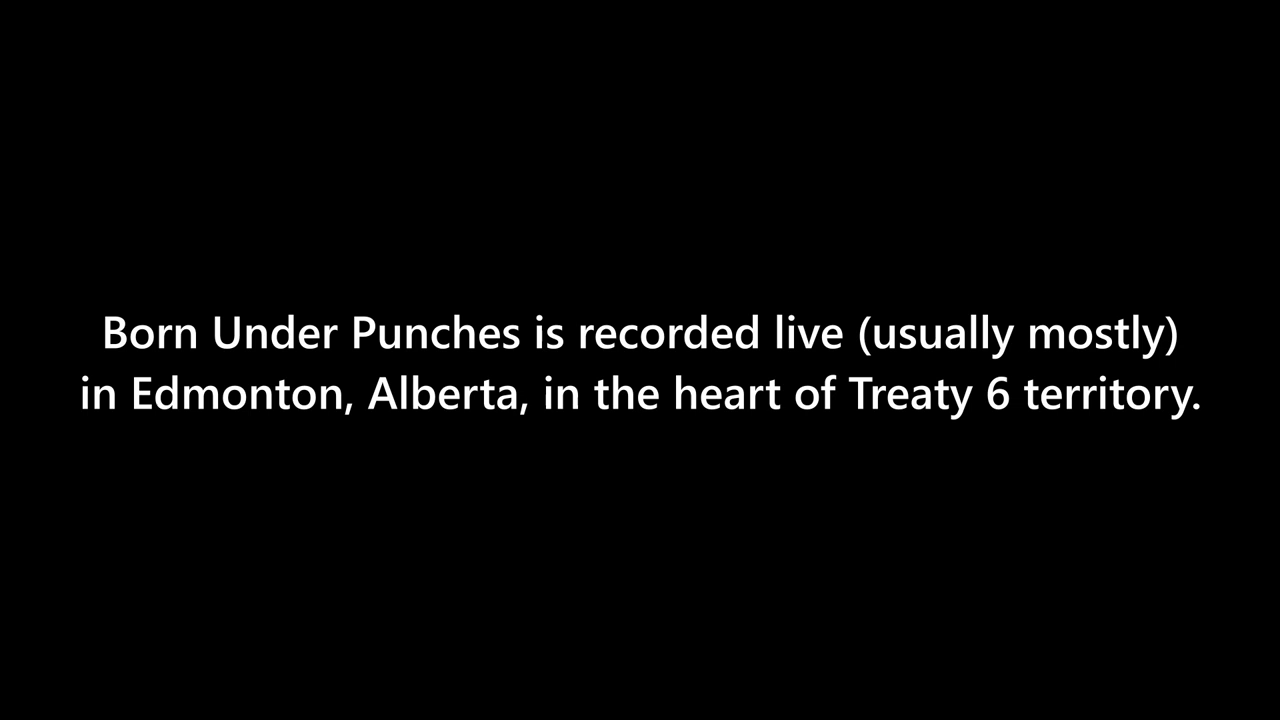 Born Under Punches is recorded live (usually mostly)
in Edmonton, Alberta, in the heart of Treaty 6 territory.